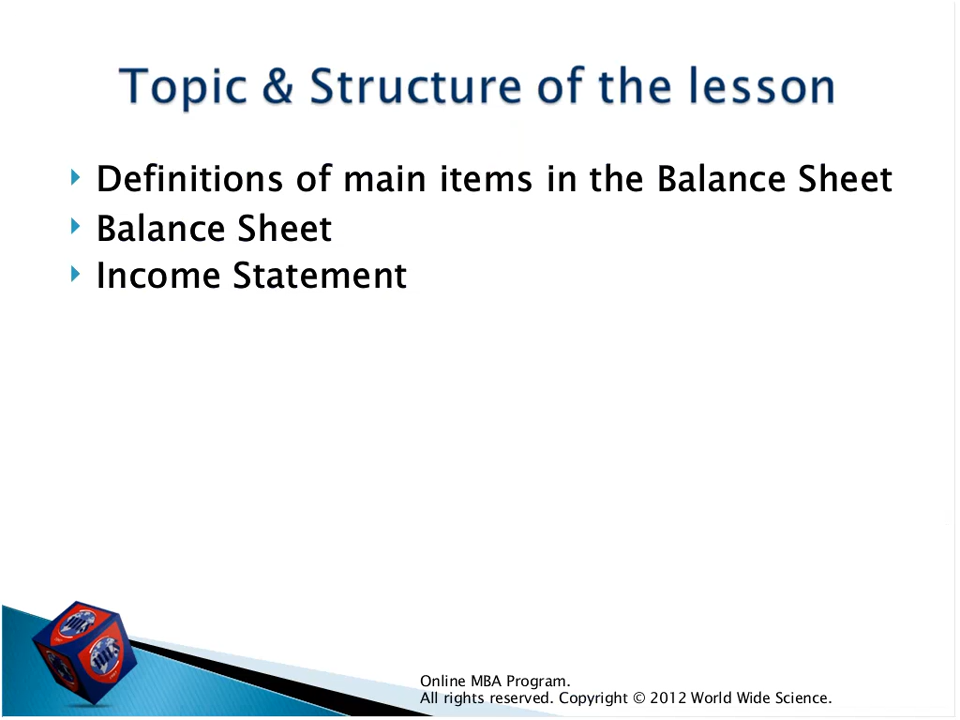 Topic & Structure of the lesson
Definitions of main items in the Balance Sheet
Balance Sheet
Income Statement
Online MBA Program.
All rights reserved. Copyright © 2012 World Wide Science.